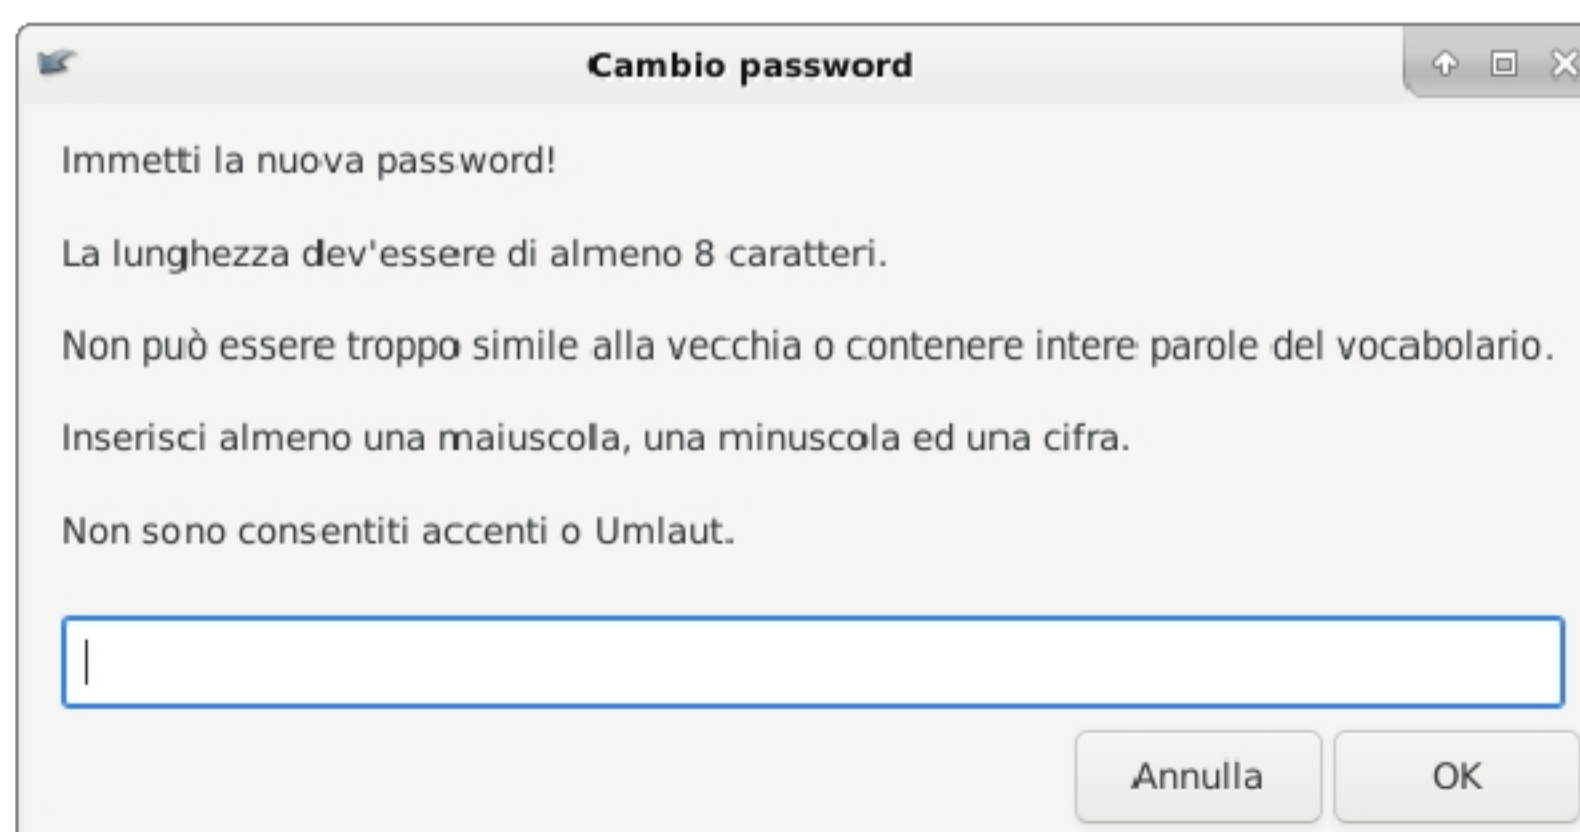 Cambio password
Immetti la nuova password!
La lunghezza dev'essere di almeno 8 caratteri.
Non può essere troppo simile alla vecchia o contenere intere parole del vocabolario.
Inserisci almeno una maiuscola, una minuscola ed una cifra.
Non sono consentiti accenti o Umlaut.
Annulla OK